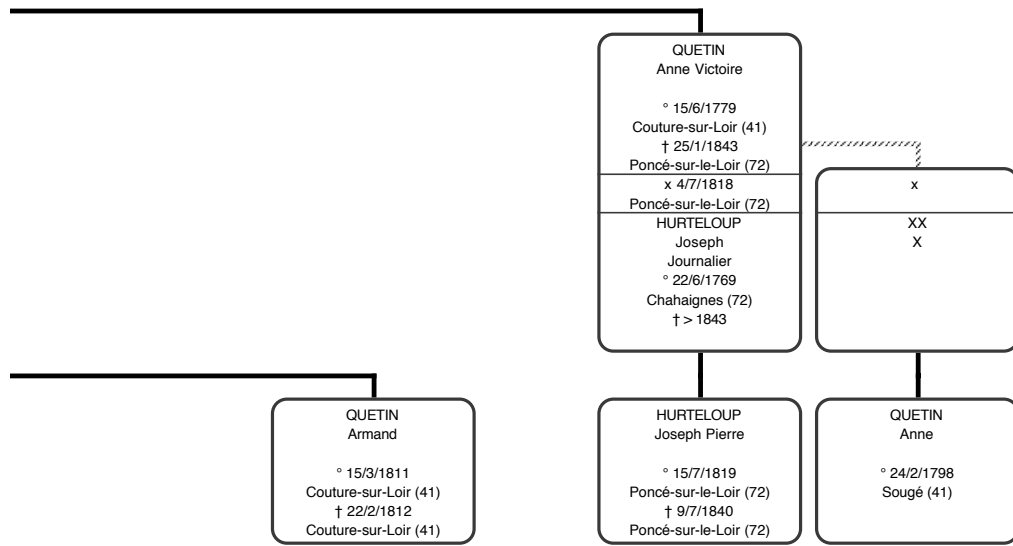 QUETIN
Anne Victoire
° 15/6/1779
Couture-sur-Loir (41)
† 25/1/1843
Poncé-sur-le-Loir (72)
x 4/7/1818
Poncé-sur-le-Loir (72)
HURTELOUP
Joseph
Journalier
° 22/6/1769
Chahaignes (72)
† > 1843
x
XX
X
QUETIN
Armand
° 15/3/1811
Couture-sur-Loir (41)
† 22/2/1812
Couture-sur-Loir (41)
HURTELOUP
Joseph Pierre
° 15/7/1819
Poncé-sur-le-Loir (72)
† 9/7/1840
Poncé-sur-le-Loir (72)
QUETIN
Anne
° 24/2/1798
Sougé (41)